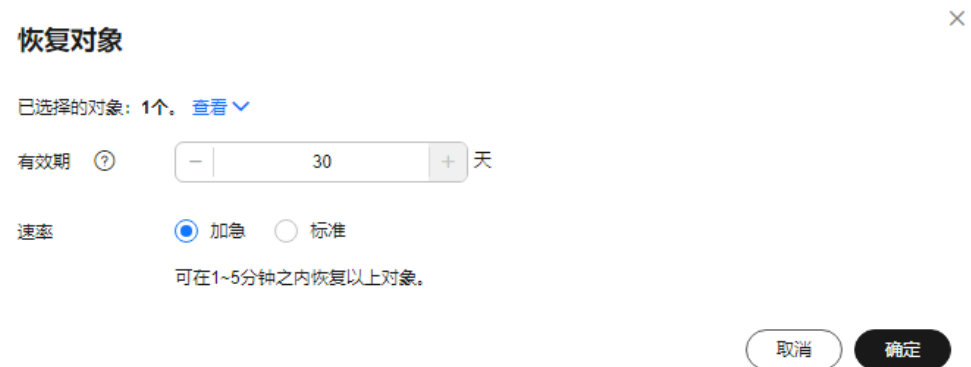 恢复对象
已选择的对象：1个。 查看
有效期 ? − 30 + 天
速率 加急 标准
可在1~5分钟之内恢复以上对象。
取消 确定